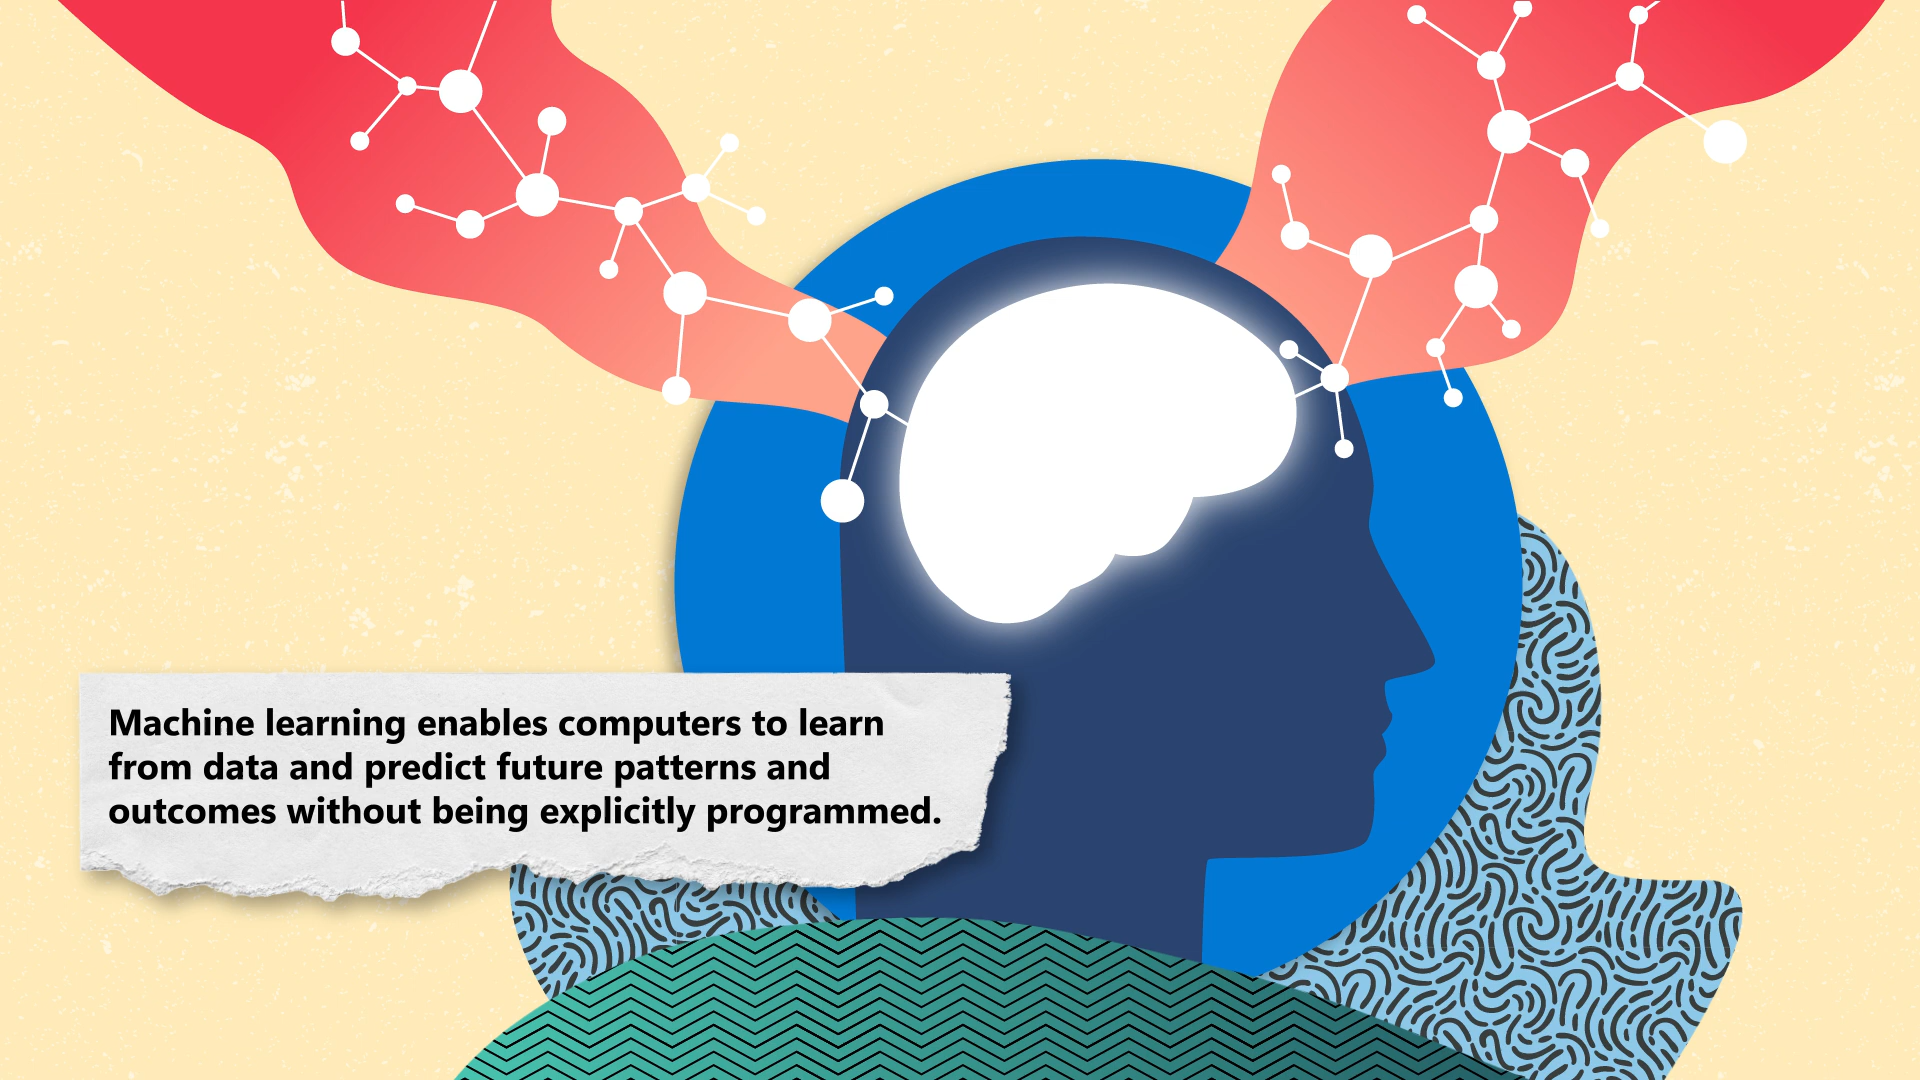 Machine learning enables computers to learn
from data and predict future patterns and
outcomes without being explicitly programmed.